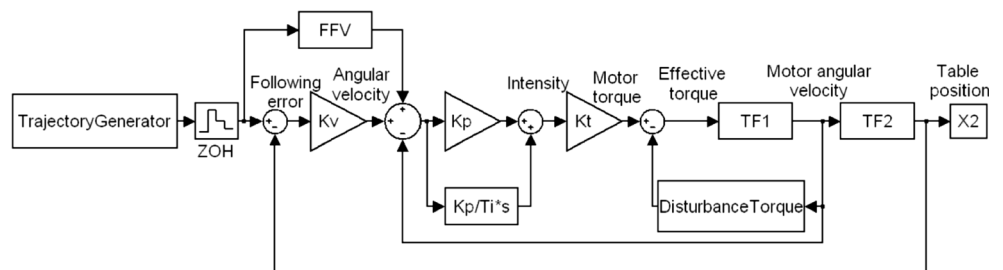 FFV
Following
error
Angular
velocity
Intensity
Motor
torque
Effective
torque
Motor angular
velocity
Table
position
TrajectoryGenerator
ZOH
+
-
Kv
+
+
-
Kp
+
+
Kt
+
-
TF1
TF2
X2
Kp/Ti*s
DisturbanceTorque